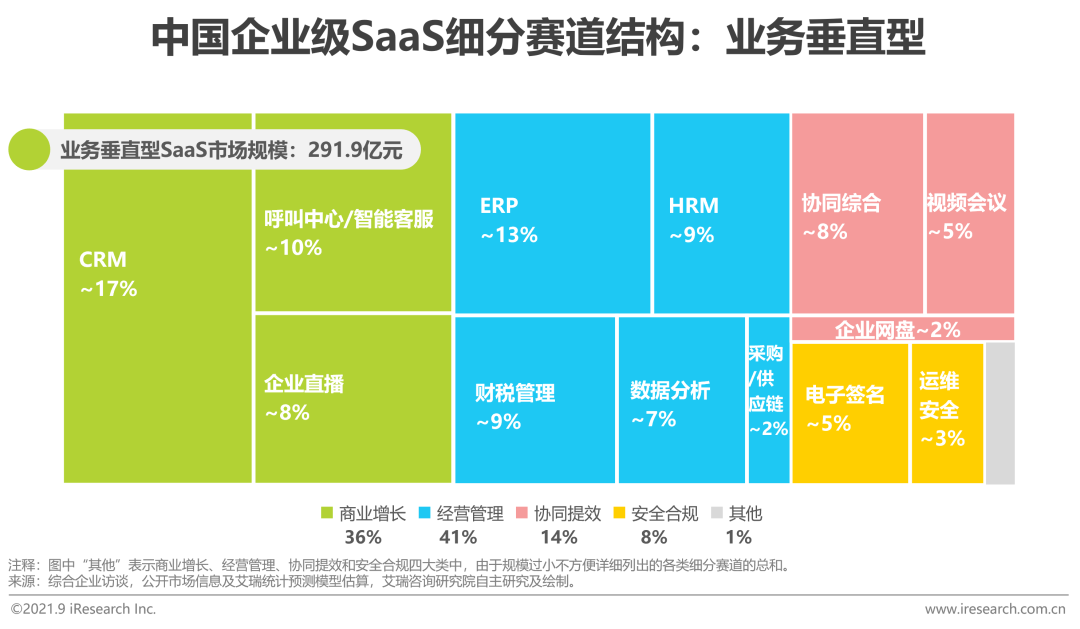 中国企业级SaaS细分赛道结构：业务垂直型
业务垂直型SaaS市场规模：291.9亿元
CRM
~17%
呼叫中心/智能客服
~10%
企业直播
~8%
ERP
~13%
HRM
~9%
财税管理
~9%
数据分析
~7%
采购
/供
应链
~2%
协同综合
~8%
视频会议
~5%
企业网盘~2%
电子签名
~5%
运维
安全
~3%
商业增长 经营管理 协同提效 安全合规 其他
36% 41% 14% 8% 1%
注释：图中“其他”表示商业增长、经营管理、协同提效和安全合规四大类中，由于规模过小不方便详细列出的各类细分赛道的总和。
来源：综合企业访谈，公开市场信息及艾瑞统计预测模型估算，艾瑞咨询研究院自主研究及绘制。
©2021.9 iResearch Inc. www.iresearch.com.cn